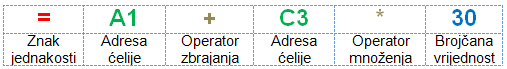 = A1 + C3 * 30
Znak jednakosti Adresa ćelije Operator zbrajanja Adresa ćelije Operator množenja Brojčana vrijednost